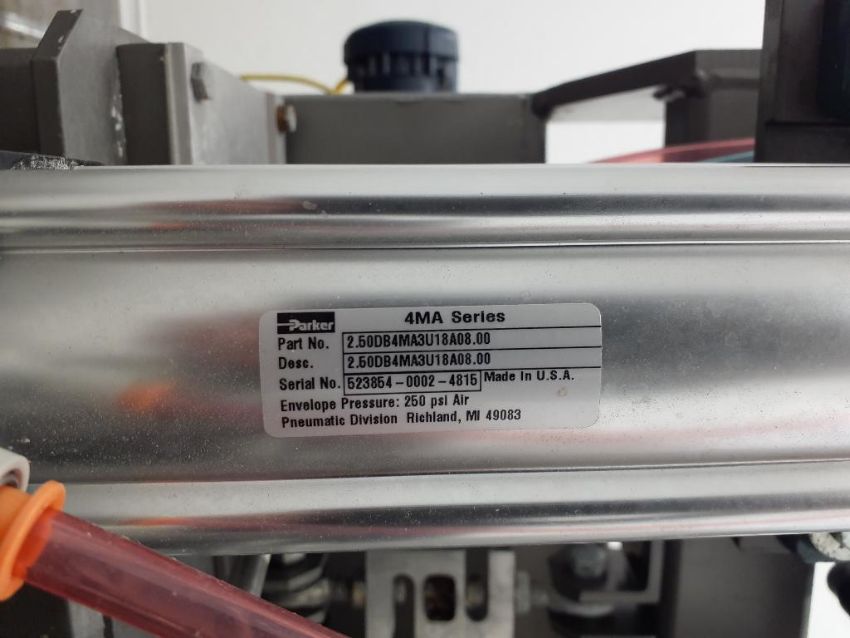 Parker 4MA Series
Part No. 2.50DB4MA3U18A08.00
Desc. 2.50DB4MA3U18A08.00
Serial No. 523854-0002-4815 Made In U.S.A.
Envelope Pressure: 250 psi Air
Pneumatic Division Richland, MI 49083